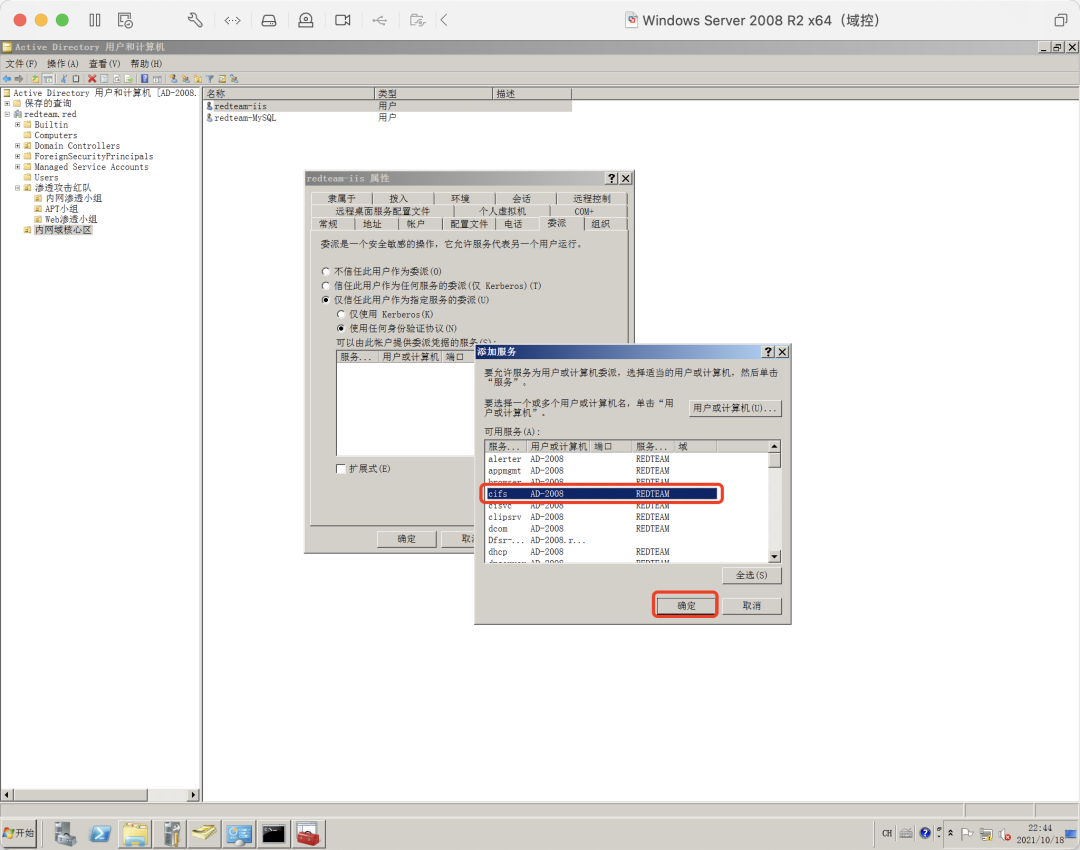 Windows Server 2008 R2 x64（域控）
Active Directory 用户和计算机
文件(F) 操作(A) 查看(V) 帮助(H)
Active Directory 用户和计算机 [AD-2008.
保存的查询
redteam.red
Builtin
Computers
Domain Controllers
ForeignSecurityPrincipals
Managed Service Accounts
Users
渗透攻击红队
内网渗透小组
APT小组
Web渗透小组
内网域核心区
名称 类型 描述
redteam-iis 用户
redteam-MySQL 用户
redteam-iis 属性
隶属于 拨入 环境 会话 远程控制
远程桌面服务配置文件 个人虚拟机 COM+
常规 地址 帐户 配置文件 电话 委派 组织
委派是一个安全敏感的操作，它允许服务代表另一个用户运行。
不信任此用户作为委派(O)
信任此用户作为任何服务的委派(仅 Kerberos)(T)
仅信任此用户作为指定服务的委派(U)
仅使用 Kerberos(K)
使用任何身份验证协议(N)
可以由此帐户提供委派凭据的服务(S):
服务... 用户或计算机 端口
扩展式(E)
确定
添加服务
要允许服务为用户或计算机委派，选择适当的用户或计算机，然后单击
“服务”。
要选择一个或多个用户或计算机名，单击“用
户或计算机”。
用户或计算机(U)...
可用服务(A):
服务... 用户或计算机 端口 服务... 域
alerter AD-2008 REDTEAM
appmgmt AD-2008 REDTEAM
browser AD-2008 REDTEAM
cifs AD-2008 REDTEAM
cisvc AD-2008 REDTEAM
clipsrv AD-2008 REDTEAM
dcom AD-2008 REDTEAM
Dfsr-... AD-2008.r...
dhcp AD-2008 REDTEAM
全选(S)
确定 取消
开始
CH
22:44
2021/10/18